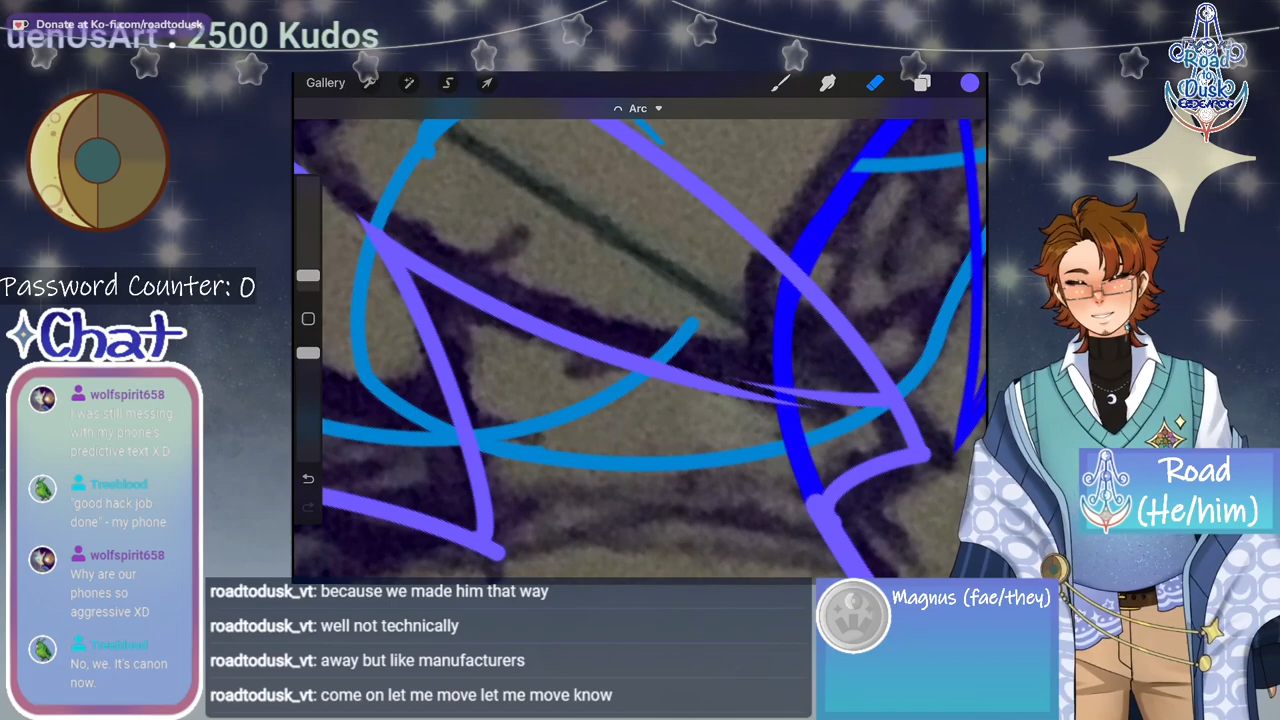 Donate at Ko-fi.com/roadtodusk
uenUsArt : 2500 Kudos
Road
to
Dusk
Gallery
Arc
Password Counter: 0
Chat
wolfspirit658
I was still messing
with my phone's
predictive text X D
Treeblood
"good hack job
done" - my phone
wolfspirit658
Why are our
phones so
aggressive XD
Treeblood
No, we. It's canon
now.
roadtodusk_vt: because we made him that way
roadtodusk_vt: well not technically
roadtodusk_vt: away but like manufacturers
roadtodusk_vt: come on let me move let me move know
Magnus (fae/they)
Road
(He/him)